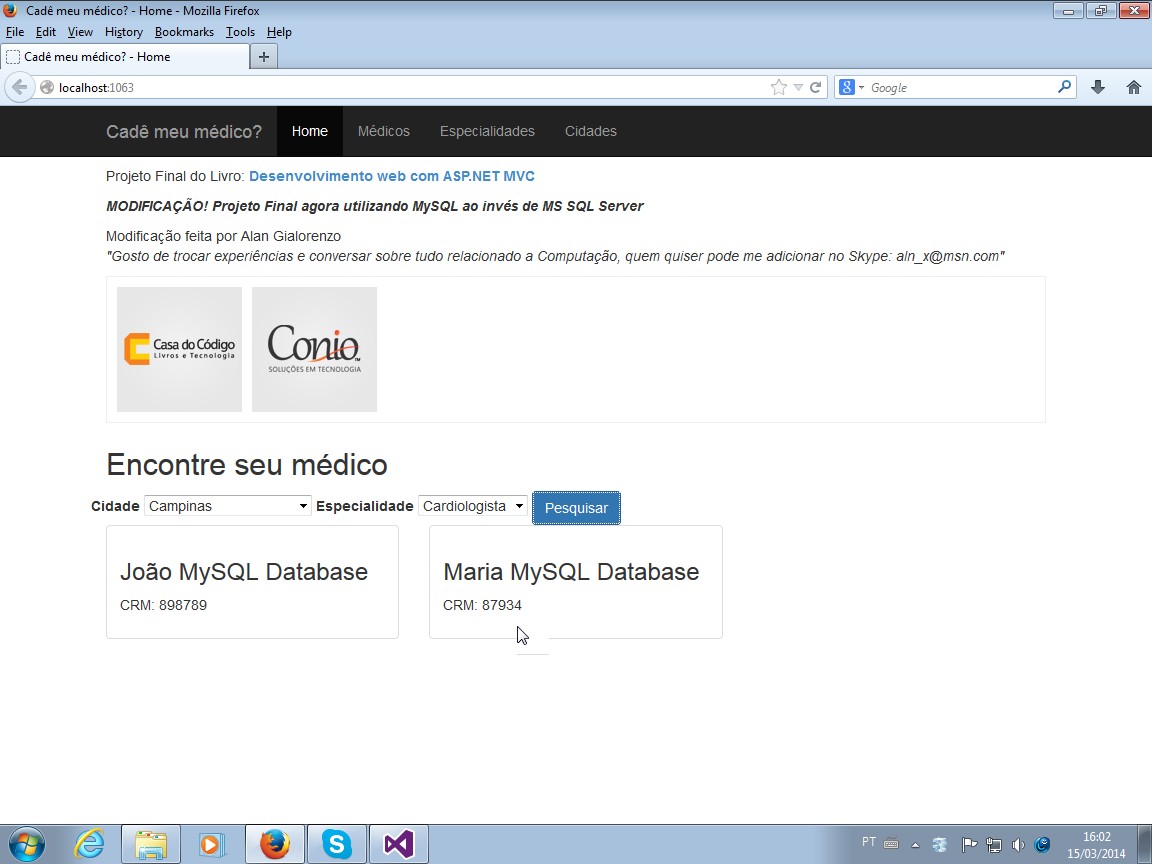 Cadê meu médico? - Home - Mozilla Firefox
File Edit View History Bookmarks Tools Help
Cadê meu médico? - Home
localhost:1063
Google
Cadê meu médico? Home Médicos Especialidades Cidades
Projeto Final do Livro: Desenvolvimento web com ASP.NET MVC
MODIFICAÇÃO! Projeto Final agora utilizando MySQL ao invés de MS SQL Server
Modificação feita por Alan Gialorenzo
"Gosto de trocar experiências e conversar sobre tudo relacionado a Computação, quem quiser pode me adicionar no Skype: aln_x@msn.com"
Casa do Código
Livros e Tecnologia
Conio™
SOLUÇÕES EM TECNOLOGIA
Encontre seu médico
Cidade Campinas Especialidade Cardiologista Pesquisar
João MySQL Database
CRM: 898789
Maria MySQL Database
CRM: 87934
PT
16:02
15/03/2014